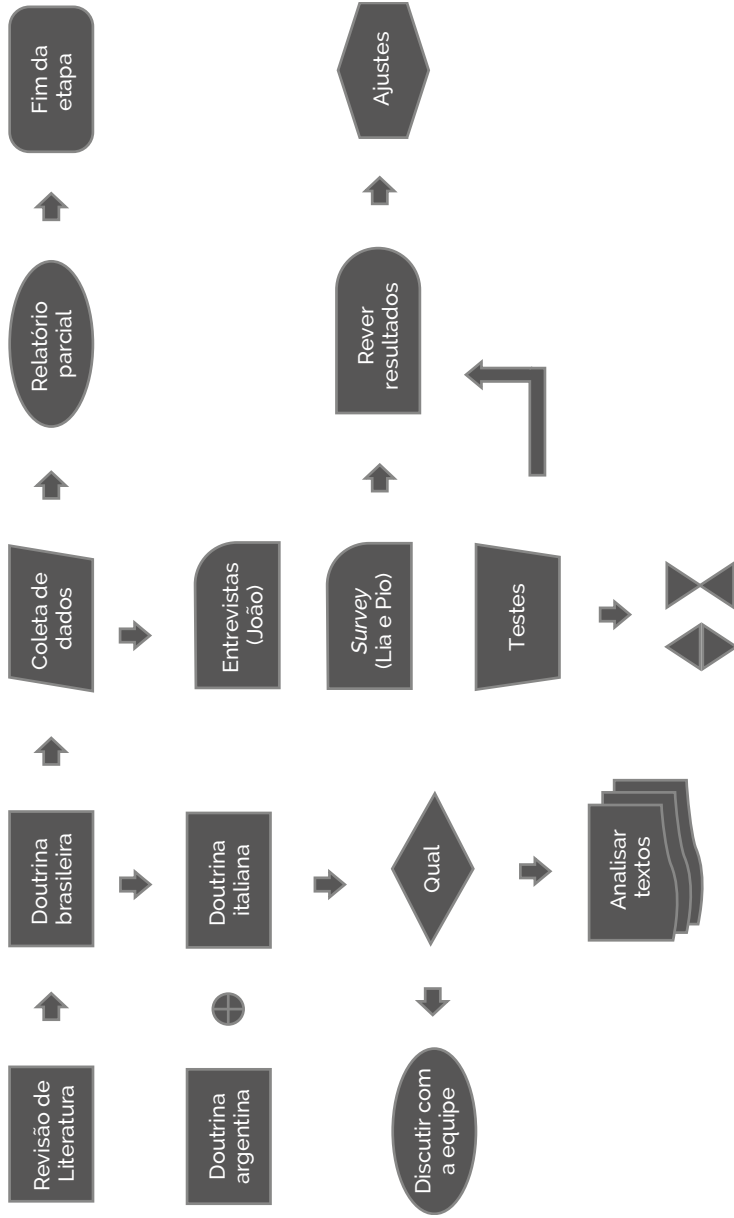 Revisão de
Literatura
Doutrina
brasileira
Coleta de
dados
Relatório
parcial
Fim da
etapa
Doutrina
argentina
Doutrina
italiana
Entrevistas
(João)
Discutir com
a equipe
Qual
Survey
(Lia e Pio)
Rever
resultados
Ajustes
Testes
Analisar
textos